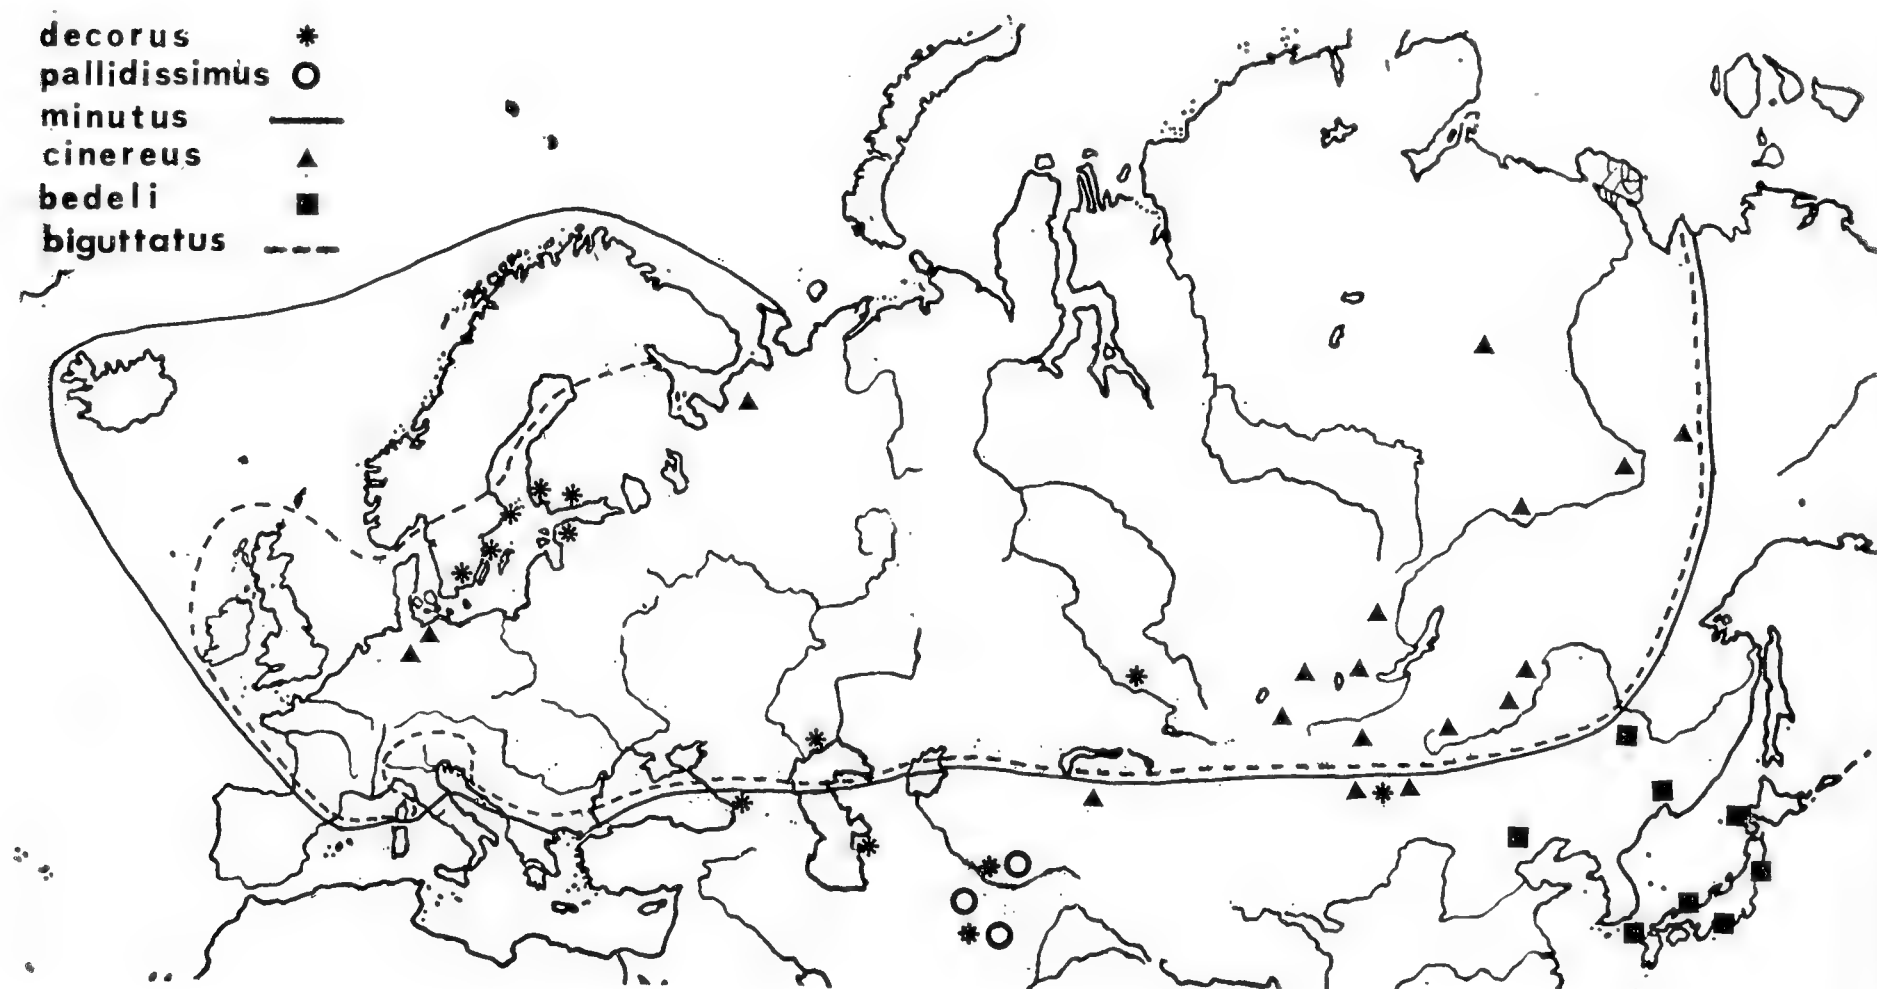 decorus
pallidissimus
minutus
cinereus
bedeli
biguttatus